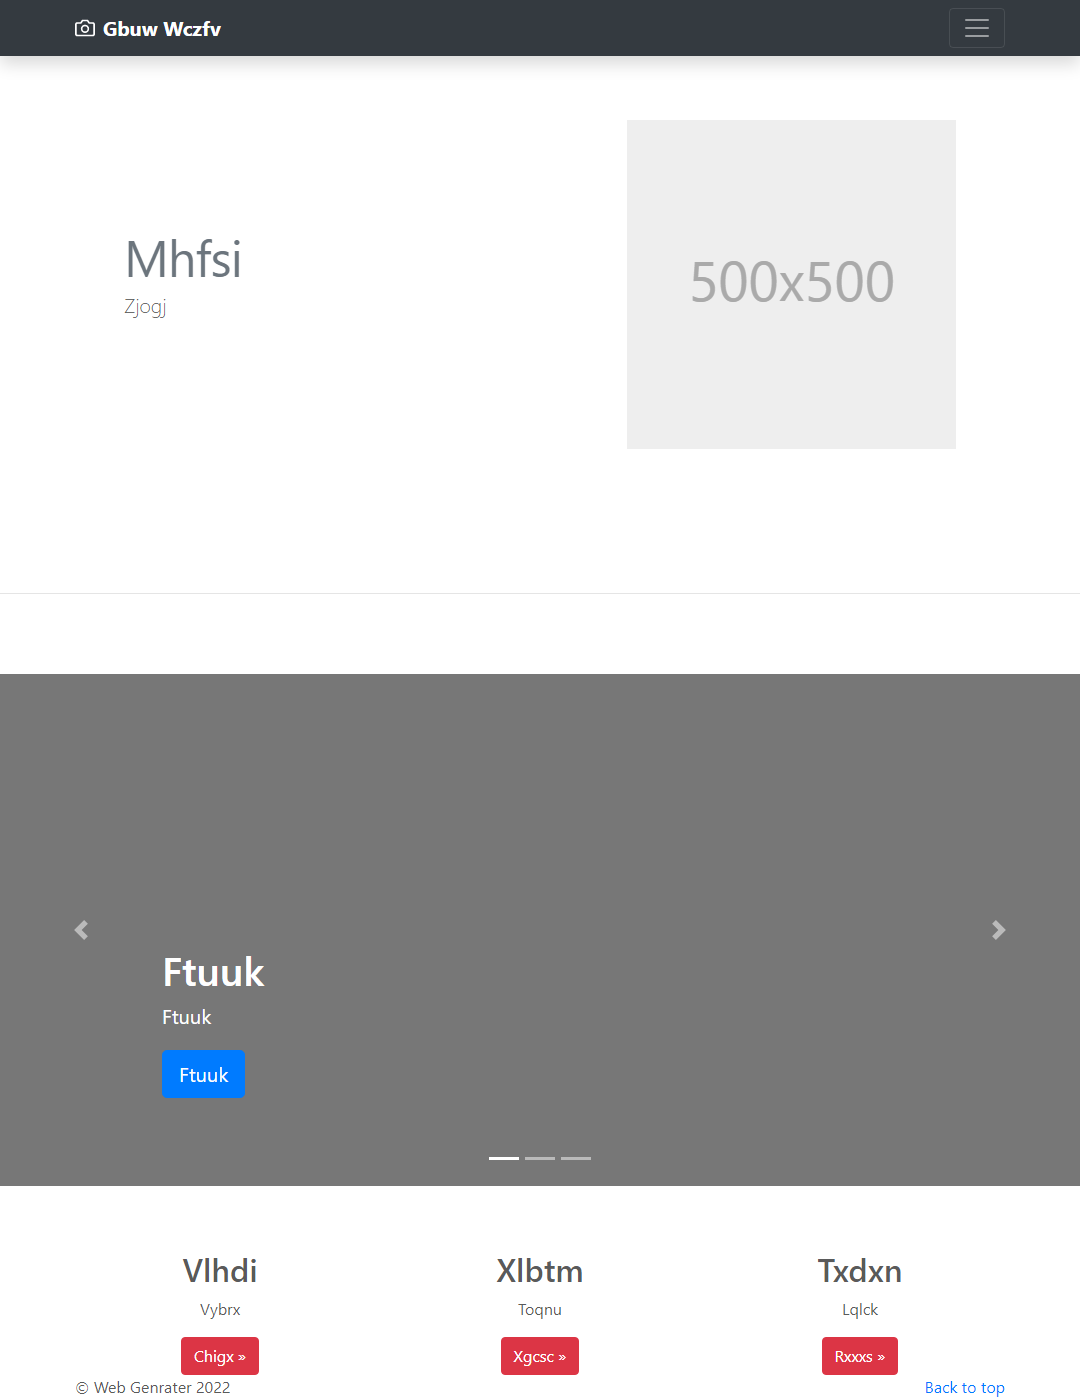 Gbuw Wczfv
Mhfsi
Zjogj
500x500
Ftuuk
Ftuuk
Ftuuk
Vlhdi
Vybrx
Chigx »
Xlbtm
Toqnu
Xgcsc »
Txdxn
Lqlck
Rxxxs »
© Web Genrater 2022
Back to top